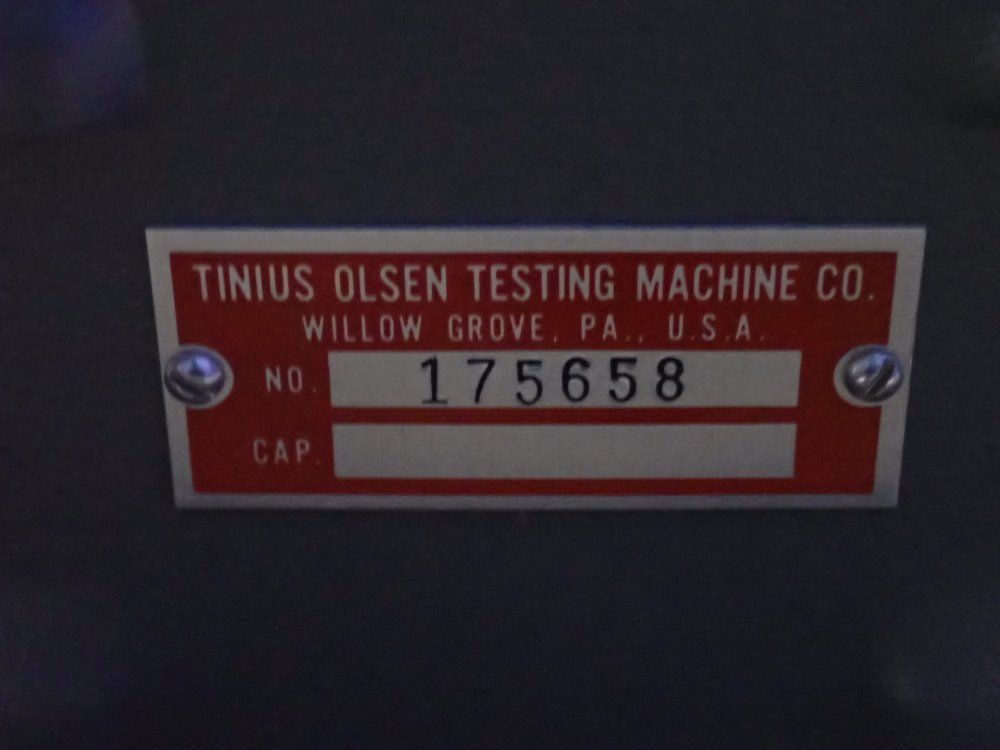 TINIUS OLSEN TESTING MACHINE CO.
WILLOW GROVE, PA., U.S.A.
NO. 175658
CAP.